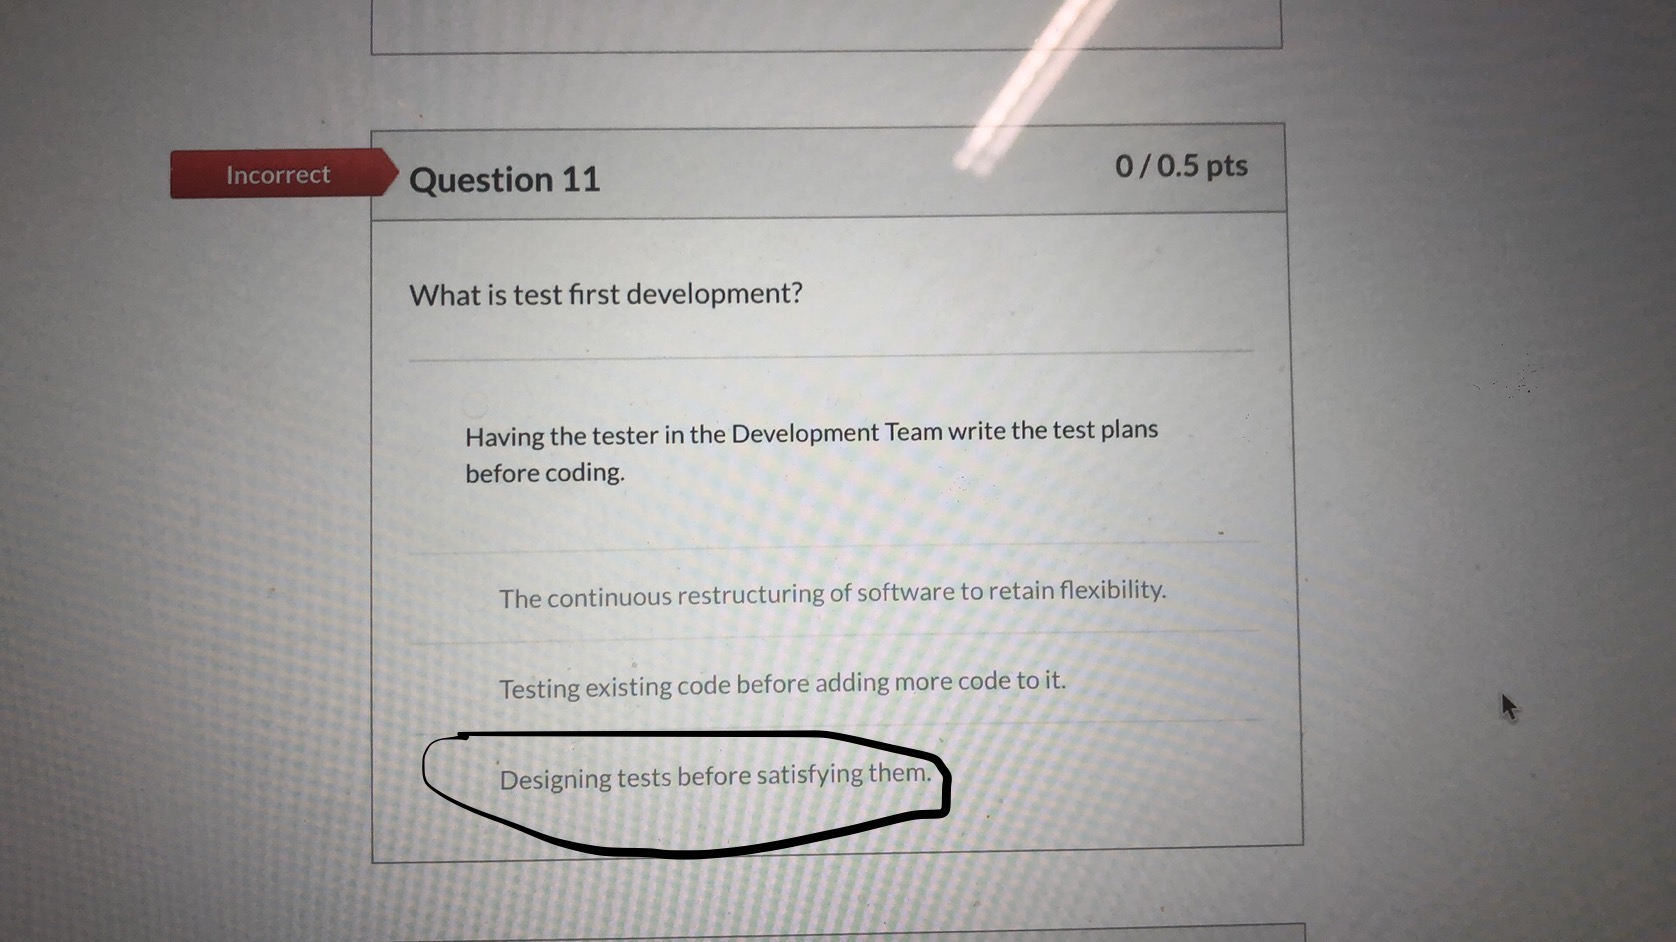 Incorrect
Question 11
0 / 0.5 pts
What is test first development?
Having the tester in the Development Team write the test plans
before coding.
The continuous restructuring of software to retain flexibility.
Testing existing code before adding more code to it.
Designing tests before satisfying them.